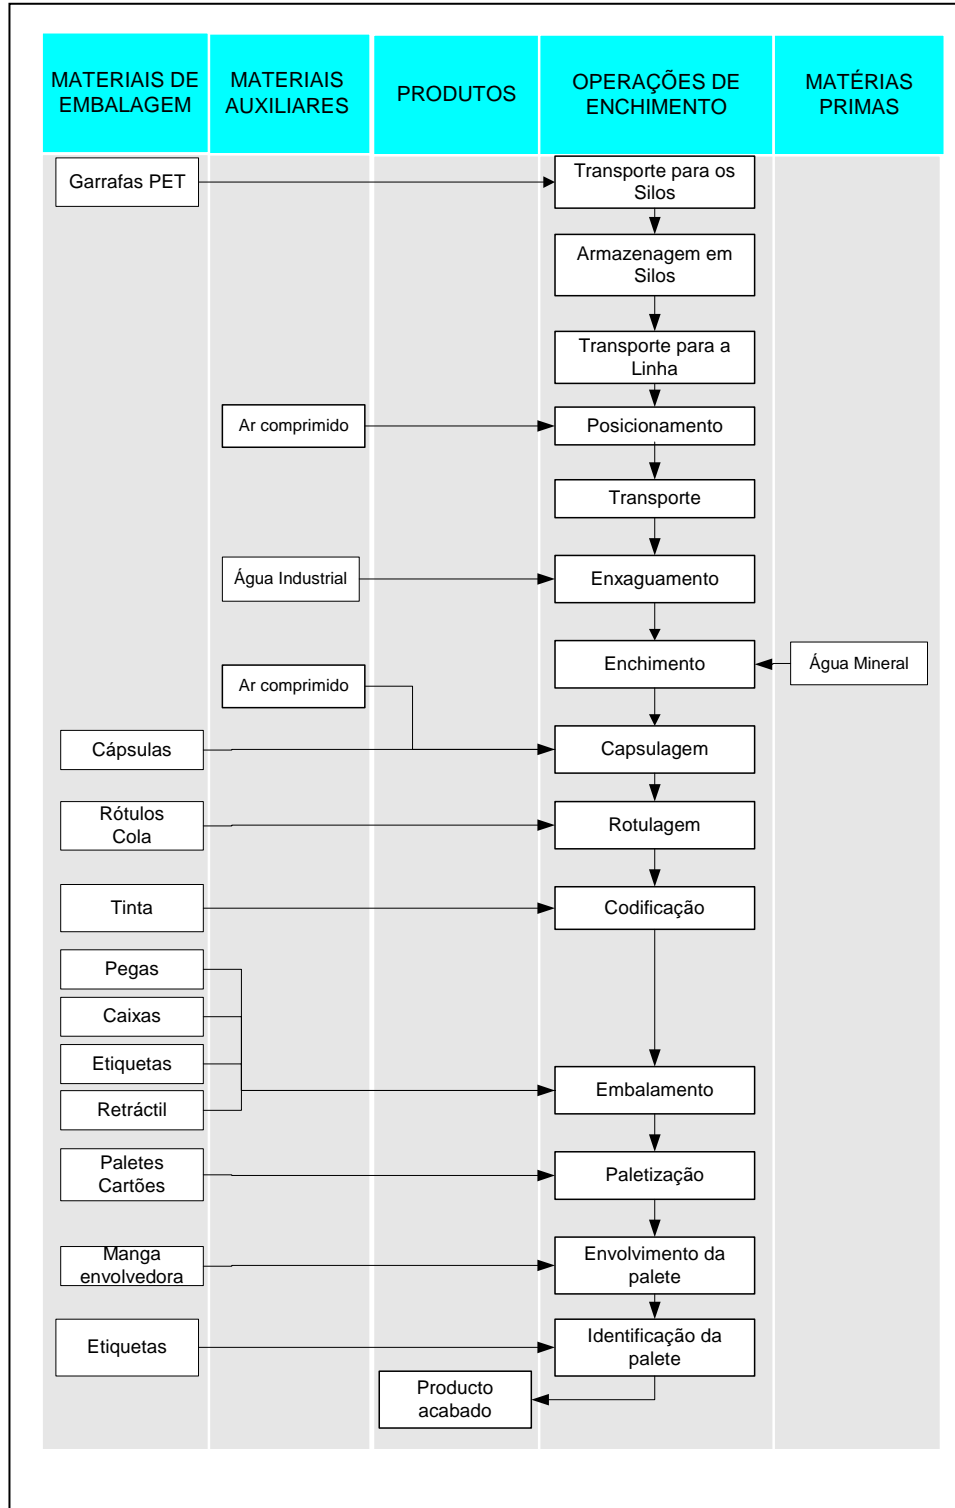 MATERIAIS DE
EMBALAGEM
MATERIAIS
AUXILIARES
PRODUTOS
OPERAÇÕES DE
ENCHIMENTO
MATÉRIAS
PRIMAS
Garrafas PET
Transporte para os
Silos
Armazenagem em
Silos
Transporte para a
Linha
Ar comprimido
Posicionamento
Transporte
Água Industrial
Enxaguamento
Enchimento
Água Mineral
Ar comprimido
Cápsulas
Capsulagem
Rótulos
Cola
Rotulagem
Tinta
Codificação
Pegas
Caixas
Etiquetas
Retráctil
Embalamento
Paletes
Cartões
Paletização
Manga
envolvedora
Envolvimento da
palete
Etiquetas
Identificação da
palete
Producto
acabado